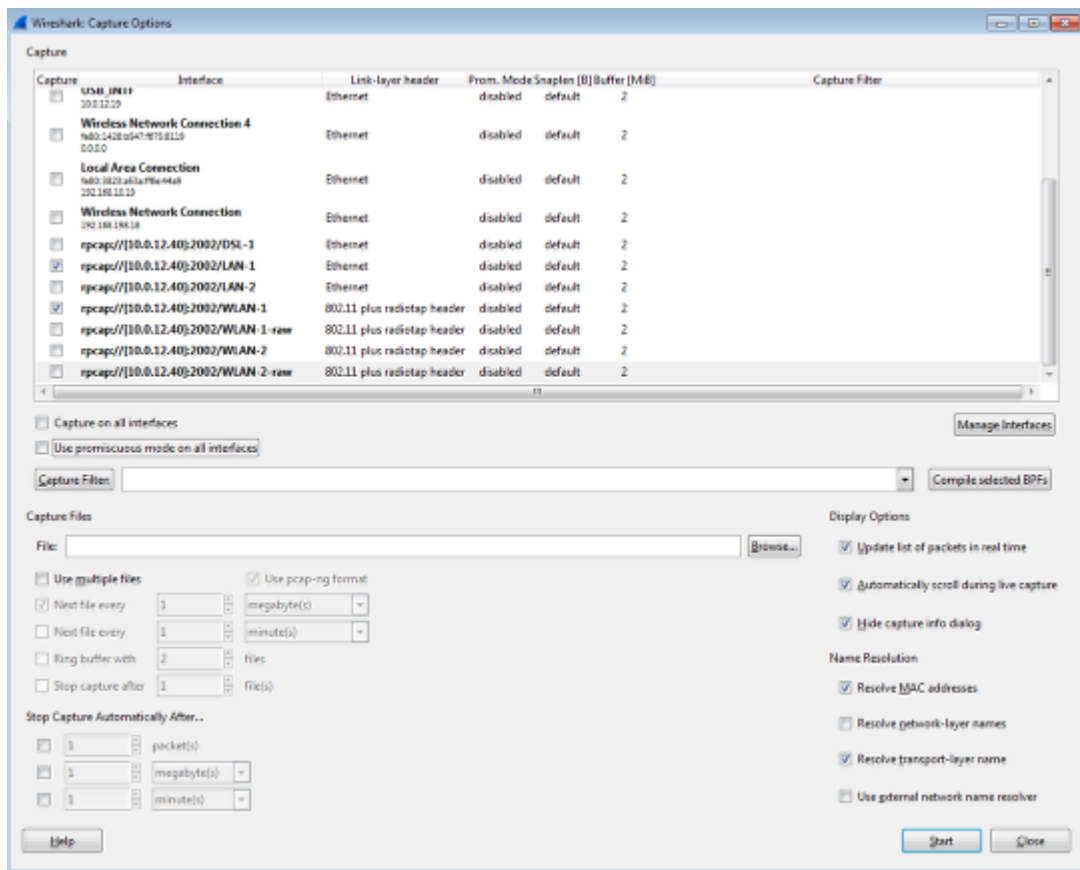 Wireshark: Capture Options
Capture
Capture Interface Link-layer header Prom. Mode Snaplen [B] Buffer [MiB] Capture Filter
USB_INTF Ethernet disabled default 2
10.0.12.19
Wireless Network Connection 4
Ethernet disabled default 2
0.0.0.0
Local Area Connection
Ethernet disabled default 2
192.168.10.19
Wireless Network Connection Ethernet disabled default 2
rpcap://[10.0.12.40]:2002/DSL-1 Ethernet disabled default 2
rpcap://[10.0.12.40]:2002/LAN-1 Ethernet disabled default 2
rpcap://[10.0.12.40]:2002/LAN-2 Ethernet disabled default 2
rpcap://[10.0.12.40]:2002/WLAN-1 802.11 plus radiotap header disabled default 2
rpcap://[10.0.12.40]:2002/WLAN-1-raw 802.11 plus radiotap header disabled default 2
rpcap://[10.0.12.40]:2002/WLAN-2 802.11 plus radiotap header disabled default 2
rpcap://[10.0.12.40]:2002/WLAN-2-raw 802.11 plus radiotap header disabled default 2
Capture on all interfaces
Manage Interfaces
Use promiscuous mode on all interfaces
Capture Filter: Compile selected BPFs
Capture Files
File: Browse...
Use multiple files Use pcap-ng format
Next file every 1 megabyte(s)
Next file every 1 minute(s)
Ring buffer with 2 files
Stop capture after 1 file(s)
Stop Capture Automatically After...
1 packet(s)
1 megabyte(s)
1 minute(s)
Display Options
Update list of packets in real time
Automatically scroll during live capture
Hide capture info dialog
Name Resolution
Resolve MAC addresses
Resolve network-layer names
Resolve transport-layer name
Use external network name resolver
Help Start Close